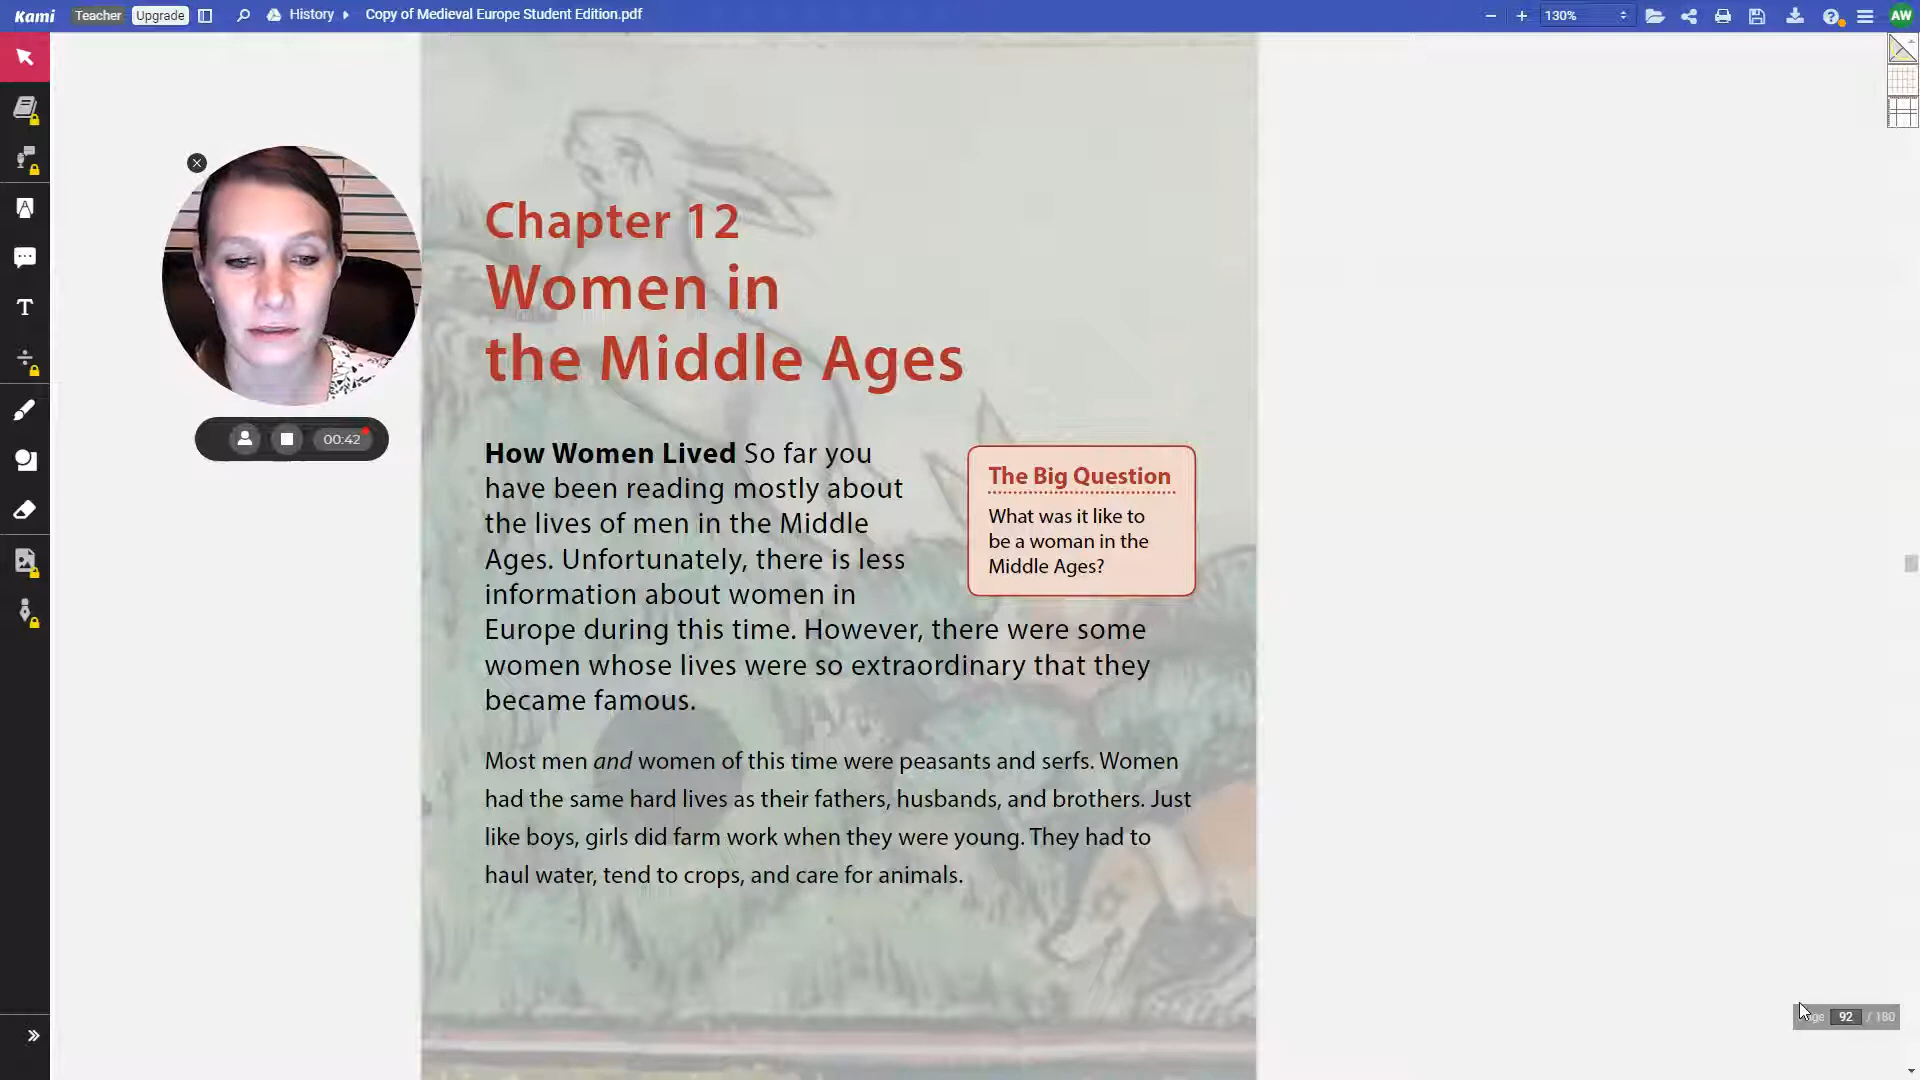 Kami Teacher Upgrade History Copy of Medieval Europe Student Edition.pdf 130% AW
00:42
Chapter 12
Women in
the Middle Ages
How Women Lived So far you
have been reading mostly about
the lives of men in the Middle
Ages. Unfortunately, there is less
information about women in
Europe during this time. However, there were some
women whose lives were so extraordinary that they
became famous.
The Big Question
What was it like to
be a woman in the
Middle Ages?
Most men and women of this time were peasants and serfs. Women
had the same hard lives as their fathers, husbands, and brothers. Just
like boys, girls did farm work when they were young. They had to
haul water, tend to crops, and care for animals.
92 / 180